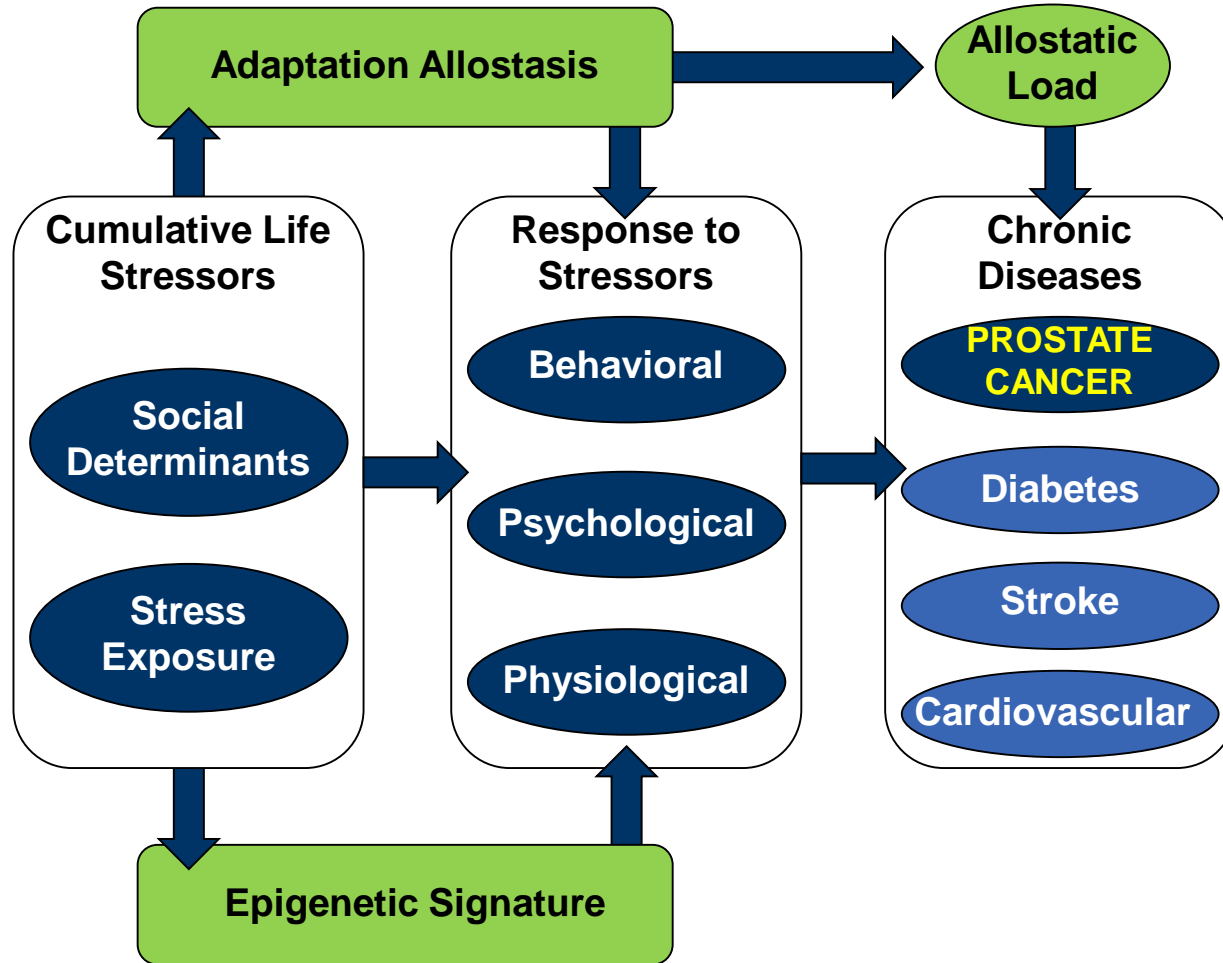 Adaptation Allostasis
Allostatic
Load
Cumulative Life
Stressors
Social
Determinants
Stress
Exposure
Response to
Stressors
Behavioral
Psychological
Physiological
Chronic
Diseases
PROSTATE
CANCER
Diabetes
Stroke
Cardiovascular
Epigenetic Signature